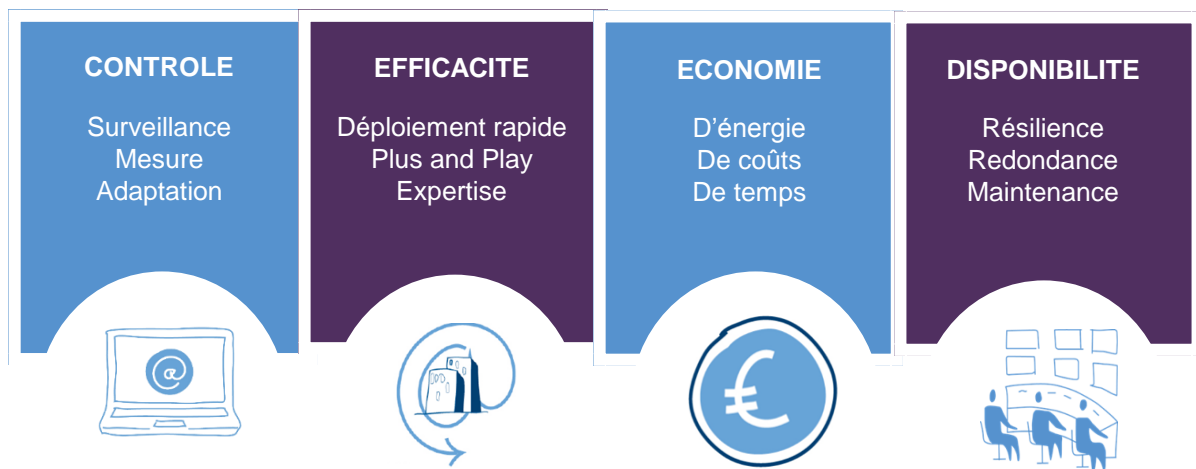 CONTROLE
Surveillance
Mesure
Adaptation
EFFICACITE
Déploiement rapide
Plus and Play
Expertise
ECONOMIE
D’énergie
De coûts
De temps
DISPONIBILITE
Résilience
Redondance
Maintenance
@
€